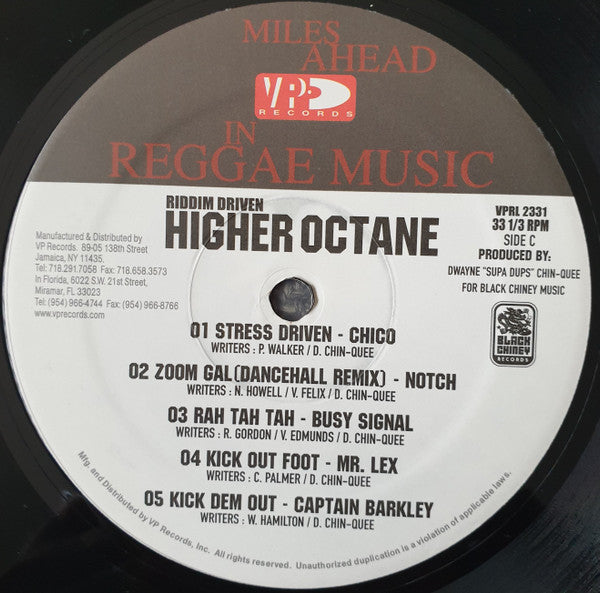 MILES
AHEAD
VP
RECORDS
IN
REGGAE MUSIC
RIDDIM DRIVEN
HIGHER OCTANE
Manufactured & Distributed by
VP Records. 89-05 138th Street
Jamaica, NY 11435.
Tel: 718.291.7058 Fax: 718.658.3573
In Florida, 6022 S.W. 21st Street,
Miramar, FL 33023
Tel: (954) 966-4744 Fax: (954) 966-8766
www.vprecords.com
VPRL 2331
33 1/3 RPM
SIDE C
PRODUCED BY:
DWAYNE "SUPA DUPS" CHIN-QUEE
FOR BLACK CHINEY MUSIC
BLACK
CHINEY
RECORDS
01 STRESS DRIVEN - CHICO
WRITERS : P. WALKER / D. CHIN-QUEE
02 ZOOM GAL(DANCEHALL REMIX) - NOTCH
WRITERS : N. HOWELL / V. FELIX / D. CHIN-QUEE
03 RAH TAH TAH - BUSY SIGNAL
WRITERS : R. GORDON / V. EDMUNDS / D. CHIN-QUEE
04 KICK OUT FOOT - MR. LEX
WRITERS : C. PALMER / D. CHIN-QUEE
05 KICK DEM OUT - CAPTAIN BARKLEY
WRITERS : W. HAMILTON / D. CHIN-QUEE
Mfg. and Distributed by VP Records, Inc. All rights reserved. Unauthorized duplication is a violation of applicable laws.